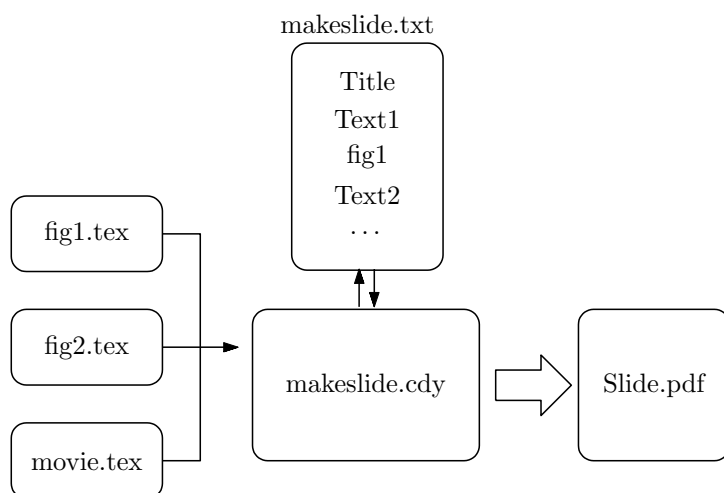 makeslide.txt
Title
Text1
fig1
Text2
...
fig1.tex
fig2.tex
movie.tex
makeslide.cdy
Slide.pdf